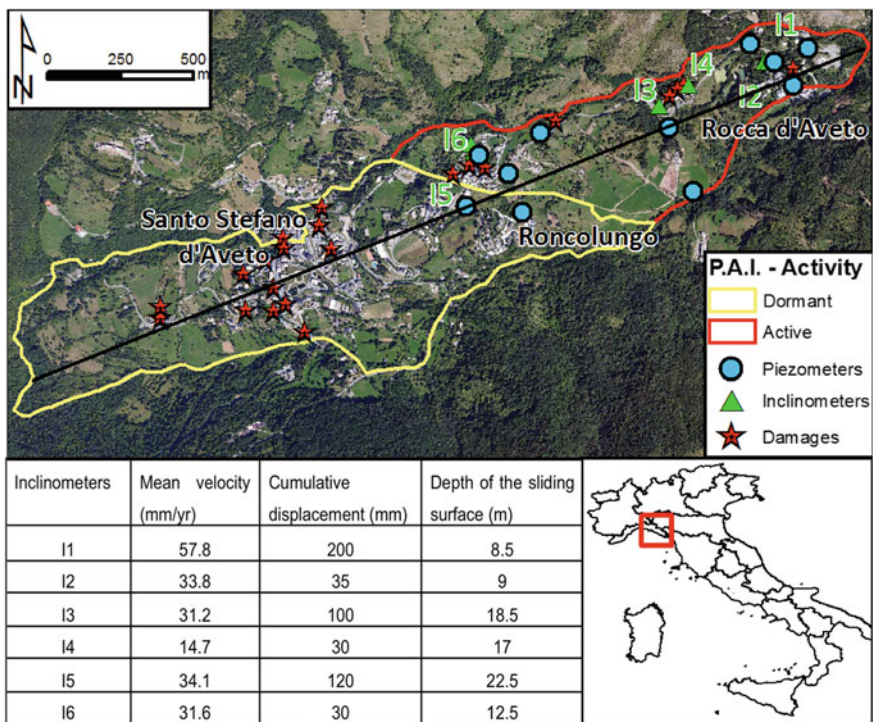 0 250 500
m
N
I1
I4
I3
I2
Rocca d'Aveto
I6
I5
Santo Stefano
d'Aveto
Roncolungo
P.A.I. - Activity
Dormant
Active
Piezometers
Inclinometers
Damages
Inclinometers Mean velocity (mm/yr) Cumulative displacement (mm) Depth of the sliding surface (m)
I1 57.8 200 8.5
I2 33.8 35 9
I3 31.2 100 18.5
I4 14.7 30 17
I5 34.1 120 22.5
I6 31.6 30 12.5